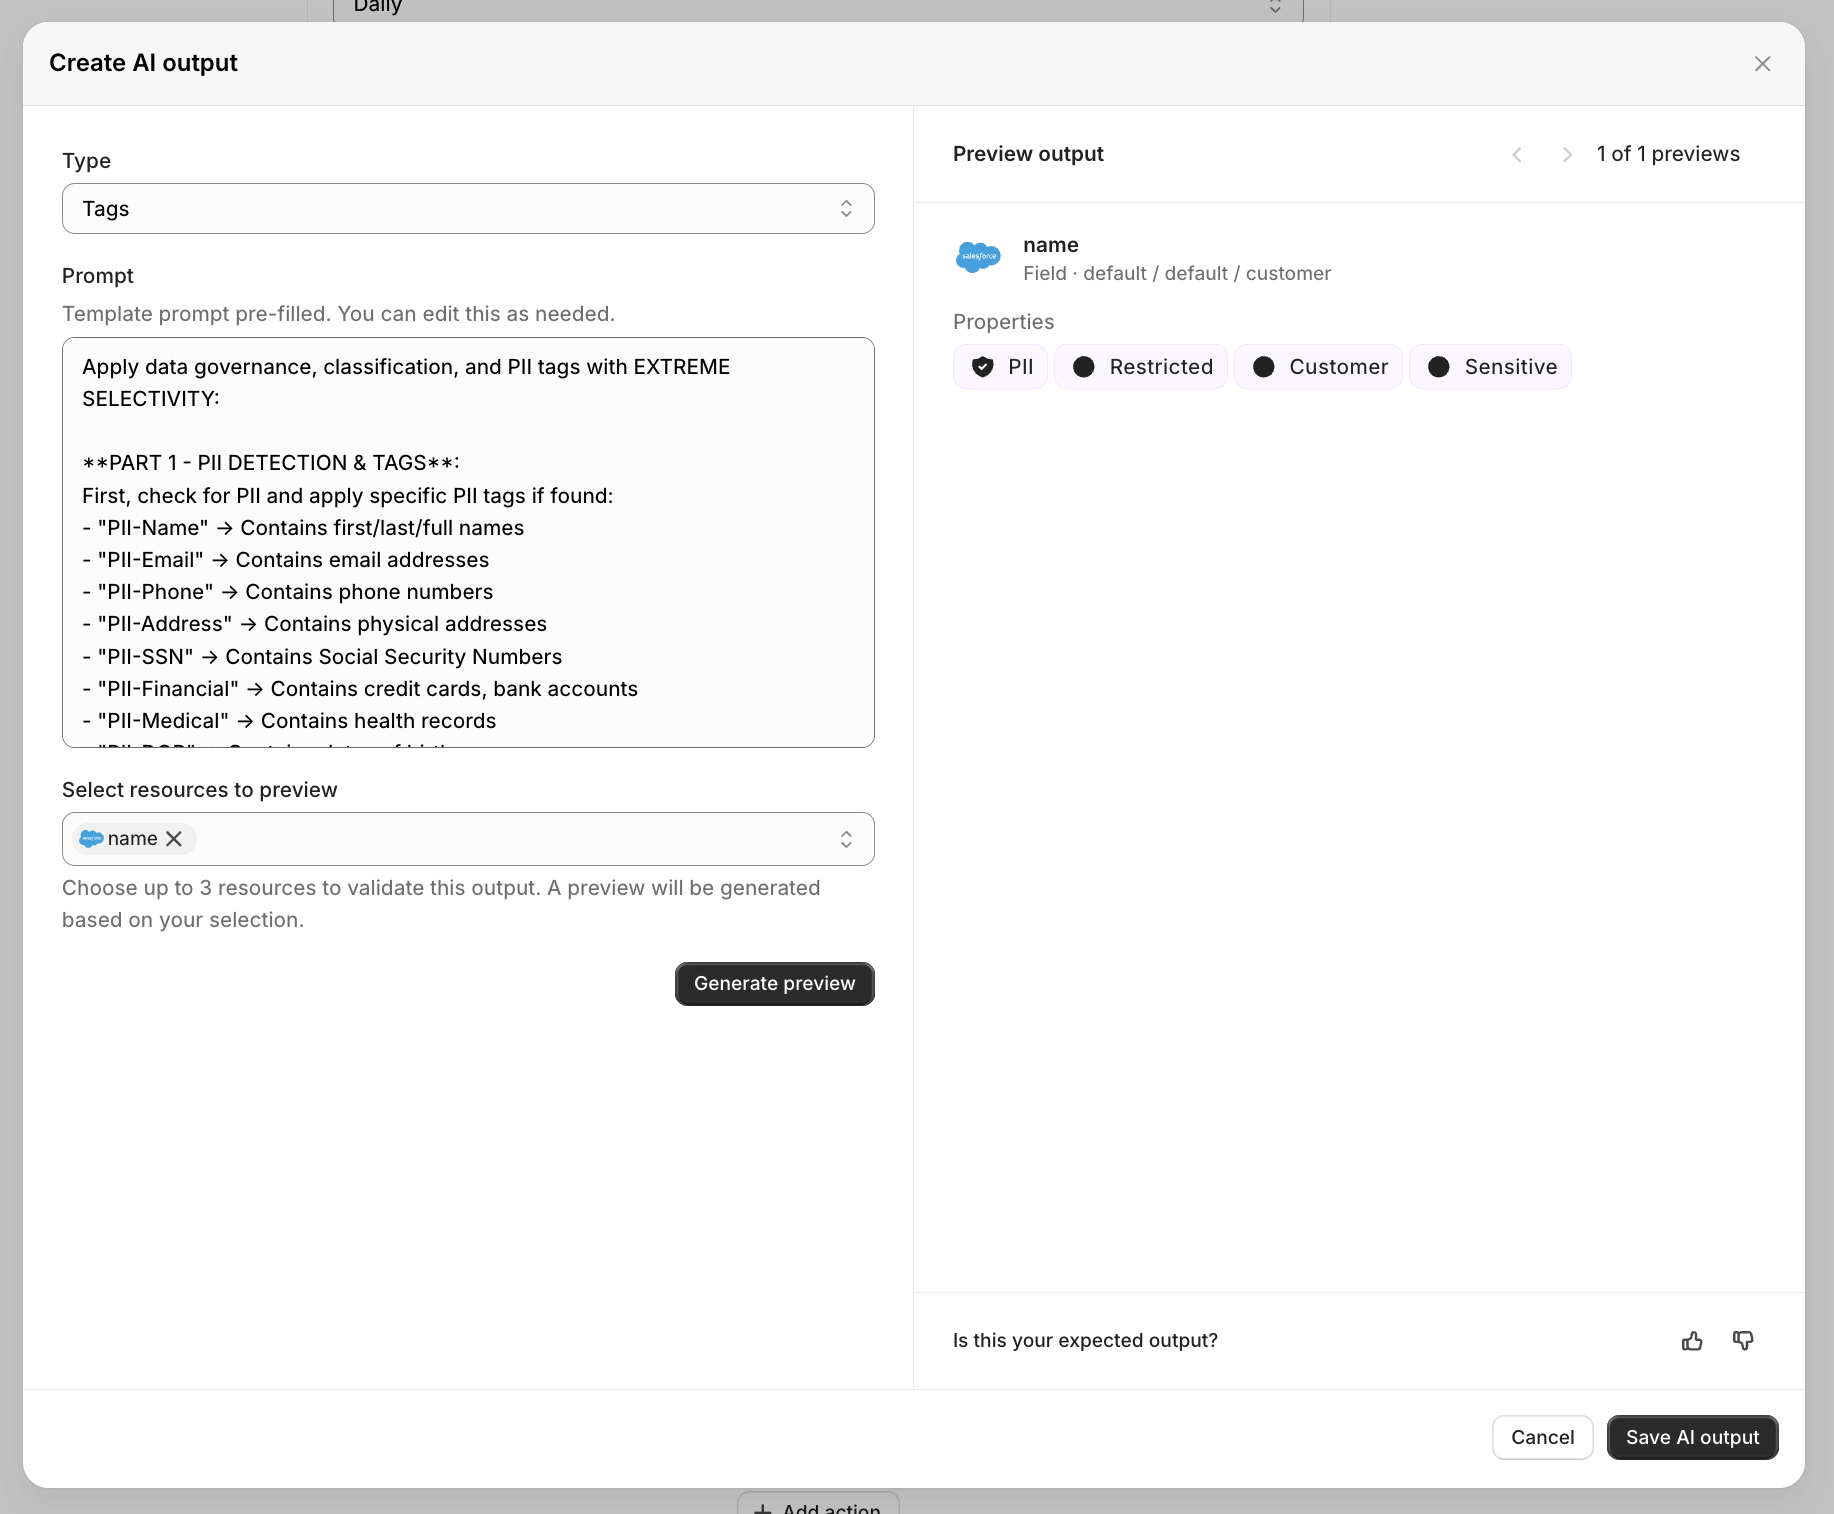 Daily
Create AI output
Type
Tags
Prompt
Template prompt pre-filled. You can edit this as needed.
Apply data governance, classification, and PII tags with EXTREME
SELECTIVITY:
**PART 1 - PII DETECTION & TAGS**:
First, check for PII and apply specific PII tags if found:
- "PII-Name" → Contains first/last/full names
- "PII-Email" → Contains email addresses
- "PII-Phone" → Contains phone numbers
- "PII-Address" → Contains physical addresses
- "PII-SSN" → Contains Social Security Numbers
- "PII-Financial" → Contains credit cards, bank accounts
- "PII-Medical" → Contains health records
Select resources to preview
name
Choose up to 3 resources to validate this output. A preview will be generated
based on your selection.
Generate preview
Preview output
1 of 1 previews
salesforce
name
Field · default / default / customer
Properties
PII Restricted Customer Sensitive
Is this your expected output?
Cancel Save AI output
+ Add action